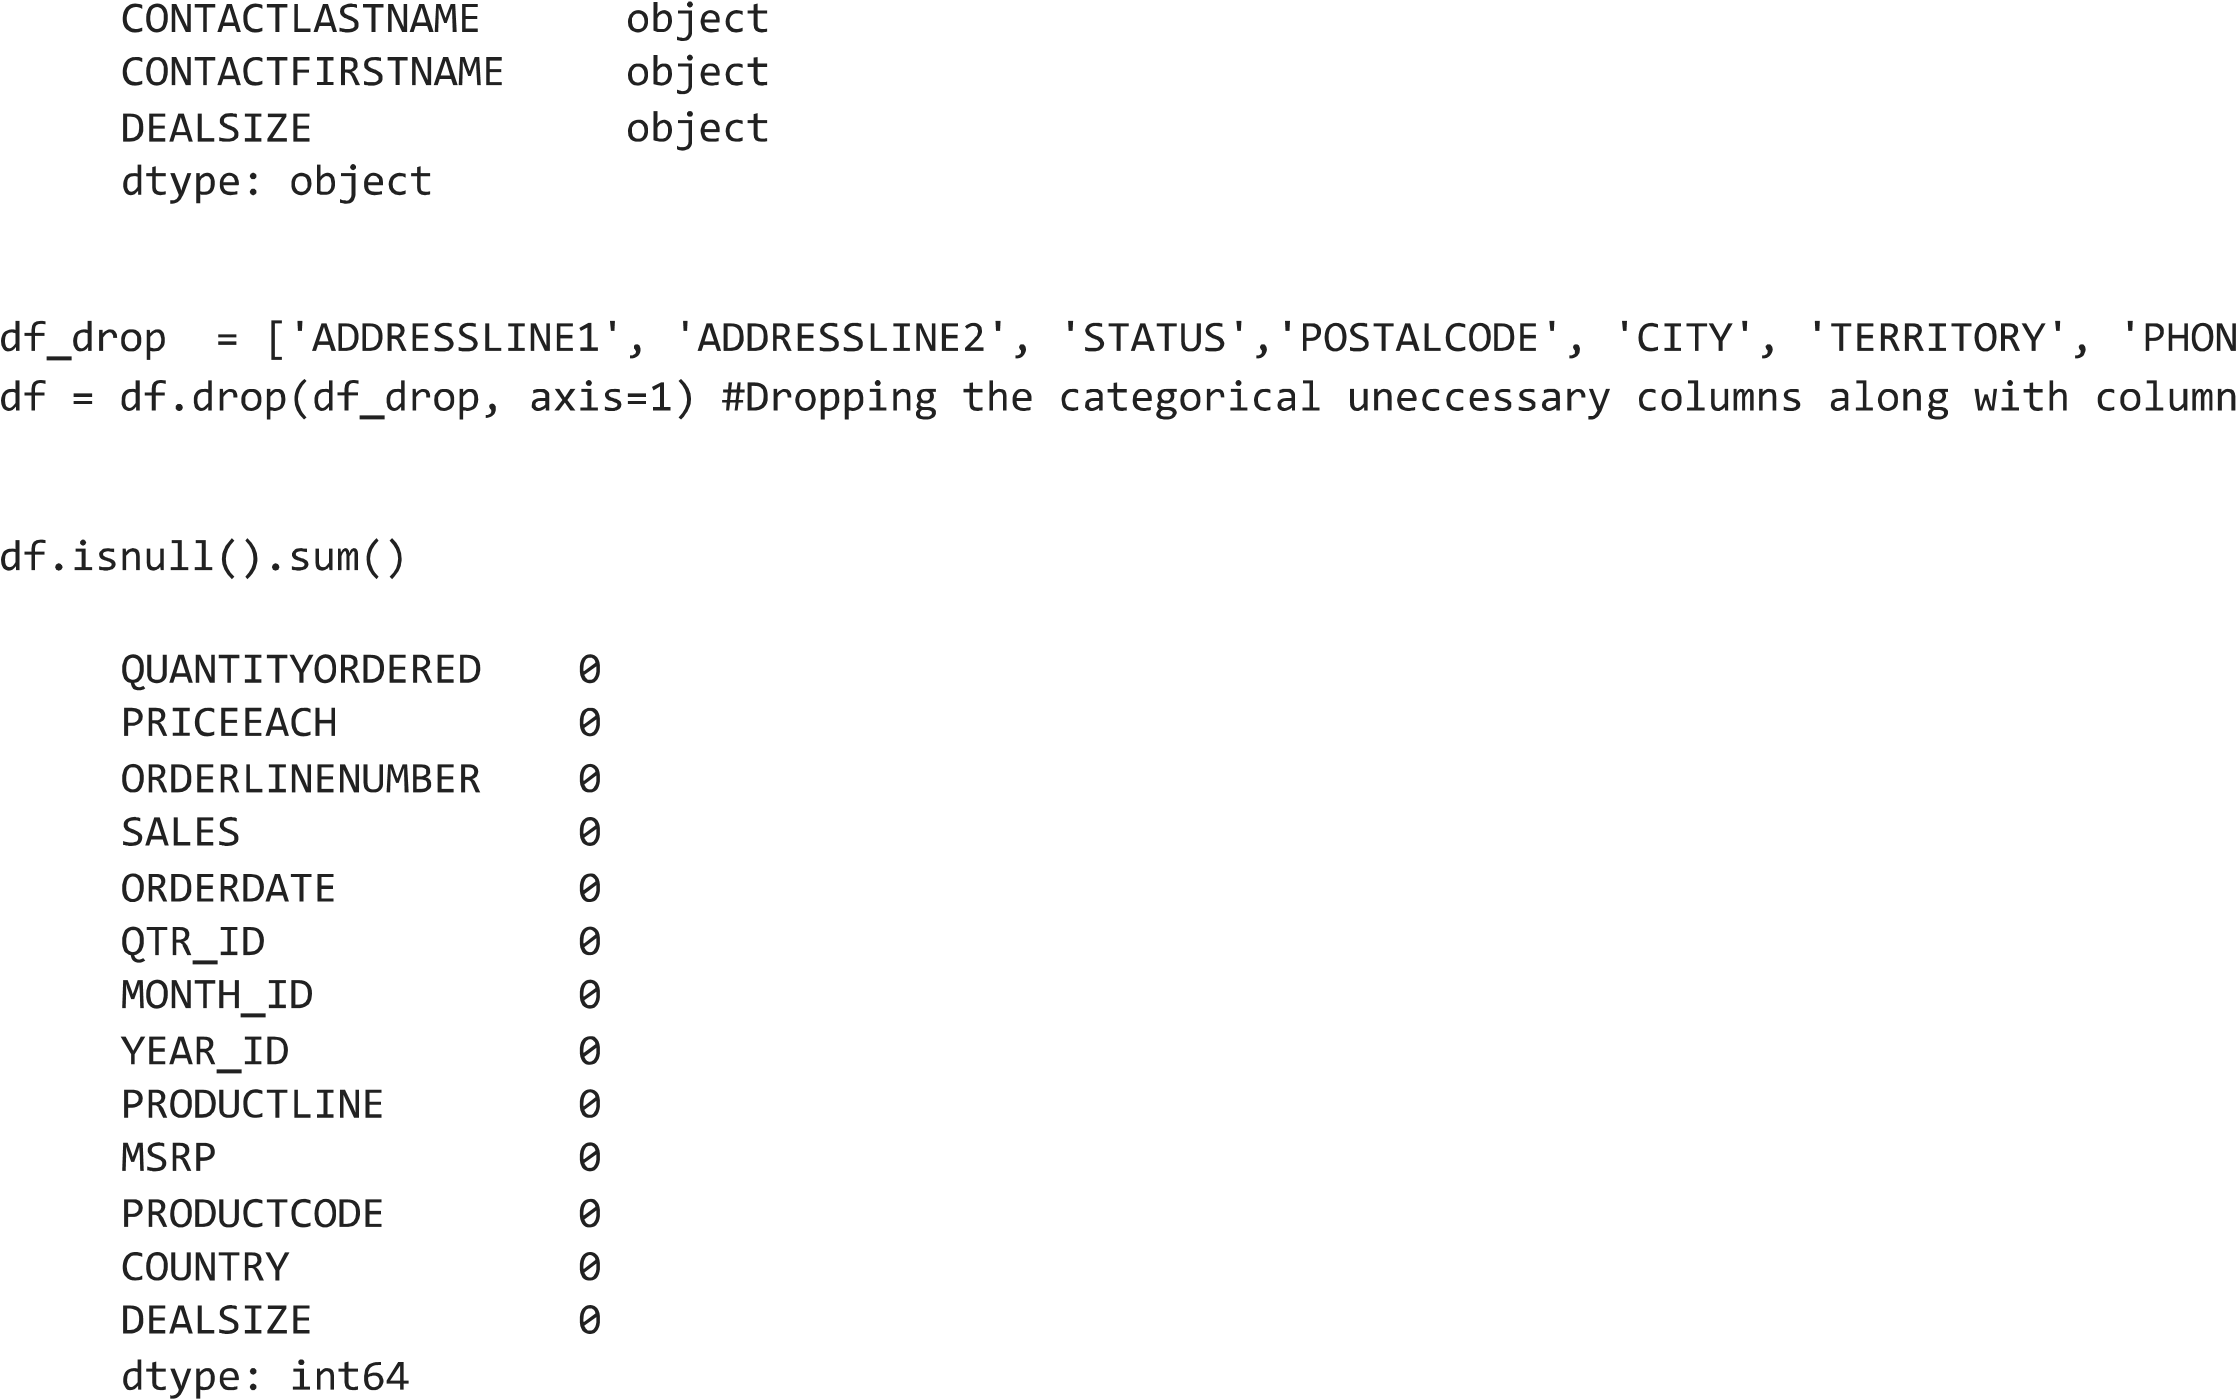 CONTACTLASTNAME      object
CONTACTFIRSTNAME     object
DEALSIZE             object
dtype: object
df_drop  = ['ADDRESSLINE1', 'ADDRESSLINE2', 'STATUS','POSTALCODE', 'CITY', 'TERRITORY', 'PHON
df = df.drop(df_drop, axis=1) #Dropping the categorical uneccessary columns along with column
df.isnull().sum()
QUANTITYORDERED    0
PRICEEACH          0
ORDERLINENUMBER    0
SALES              0
ORDERDATE          0
QTR_ID             0
MONTH_ID           0
YEAR_ID            0
PRODUCTLINE        0
MSRP               0
PRODUCTCODE        0
COUNTRY            0
DEALSIZE           0
dtype: int64